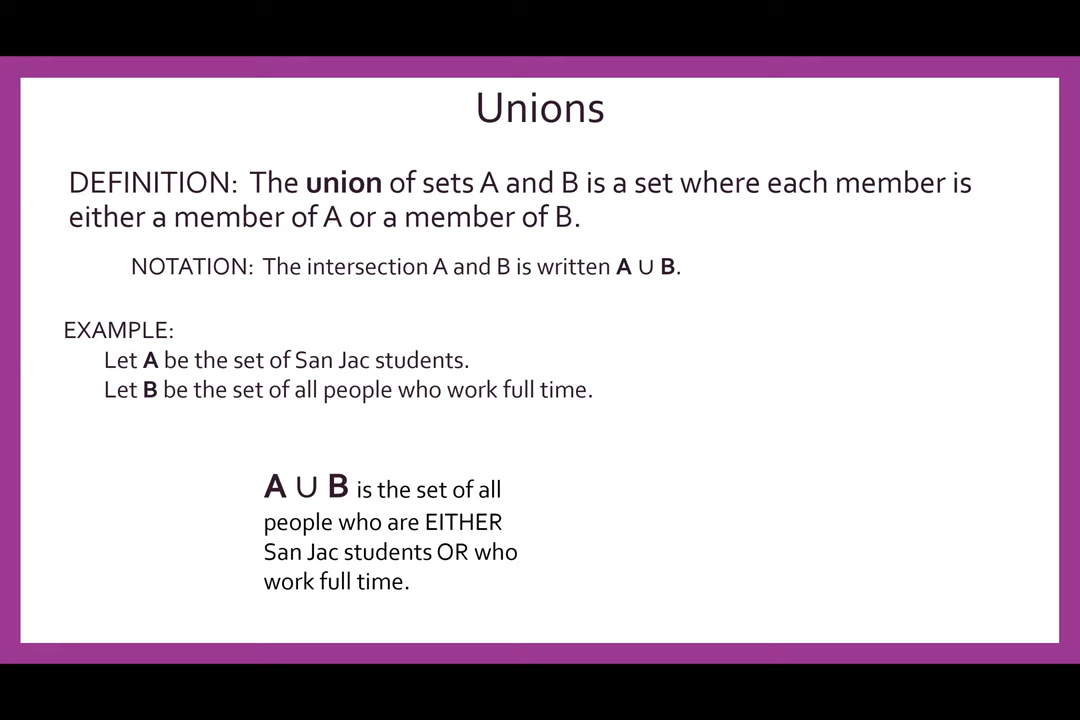 Unions
DEFINITION: The union of sets A and B is a set where each member is
either a member of A or a member of B.
NOTATION: The intersection A and B is written A ∪ B.
EXAMPLE:
Let A be the set of San Jac students.
Let B be the set of all people who work full time.
A ∪ B is the set of all
people who are EITHER
San Jac students OR who
work full time.